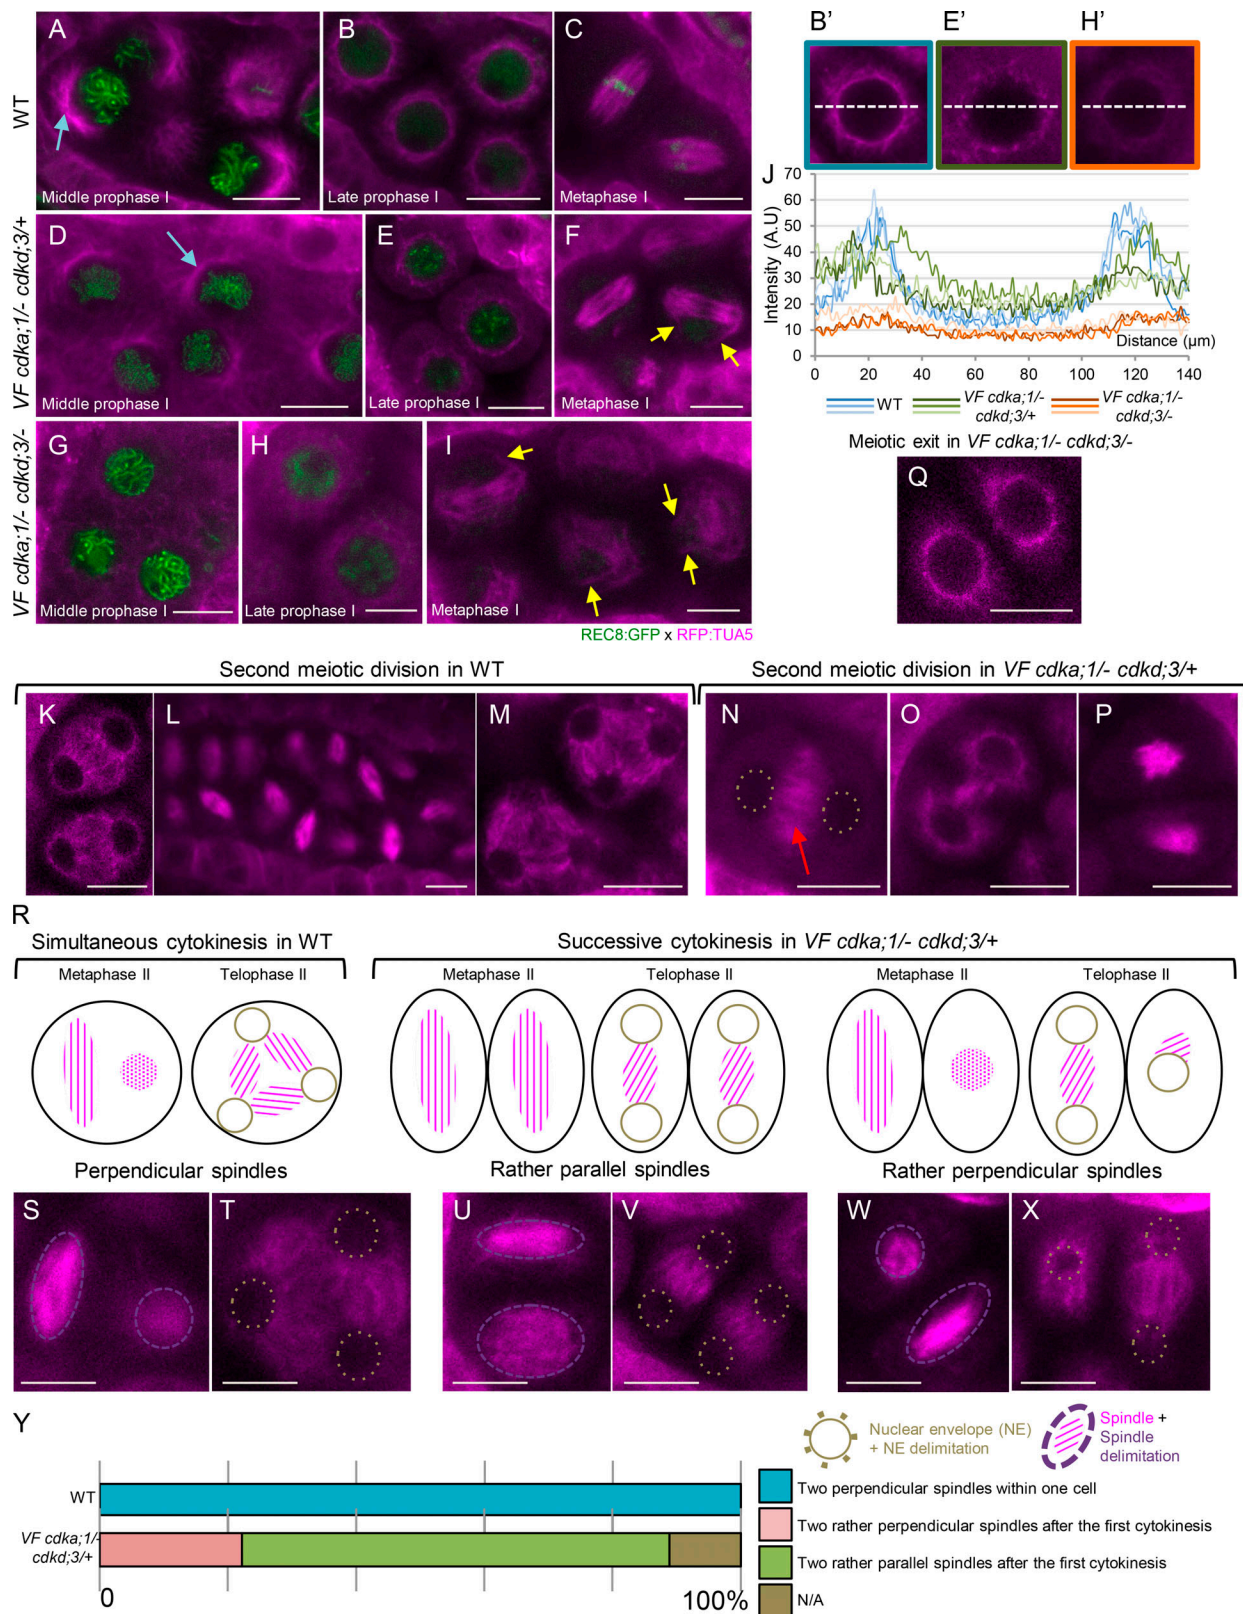 A
B
C
B’
E’
H’
WT
Middle prophase I
Late prophase I
Metaphase I
J
70
60
50
40
30
20
10
0
Intensity (A.U)
Distance (µm)
0
20
40
60
80
100
120
140
WT
VF cdka;1/-
cdkd;3/+
VF cdka;1/-
cdkd;3/-
D
E
F
VF cdka;1/- cdkd;3/+
Middle prophase I
Late prophase I
Metaphase I
G
H
I
VF cdka;1/- cdkd;3/-
Middle prophase I
Late prophase I
Metaphase I
REC8:GFP x RFP:TUA5
Meiotic exit in VF cdka;1/- cdkd;3/-
Q
Second meiotic division in WT
Second meiotic division in VF cdka;1/- cdkd;3/+
K
L
M
N
O
P
R
Simultaneous cytokinesis in WT
Successive cytokinesis in VF cdka;1/- cdkd;3/+
Metaphase II
Telophase II
Metaphase II
Telophase II
Metaphase II
Telophase II
Perpendicular spindles
Rather parallel spindles
Rather perpendicular spindles
S
T
U
V
W
X
Y
WT
VF cdka;1/-
cdkd;3/+
0
100%
Nuclear envelope (NE)
+ NE delimitation
Spindle +
Spindle
delimitation
Two perpendicular spindles within one cell
Two rather perpendicular spindles after the first cytokinesis
Two rather parallel spindles after the first cytokinesis
N/A